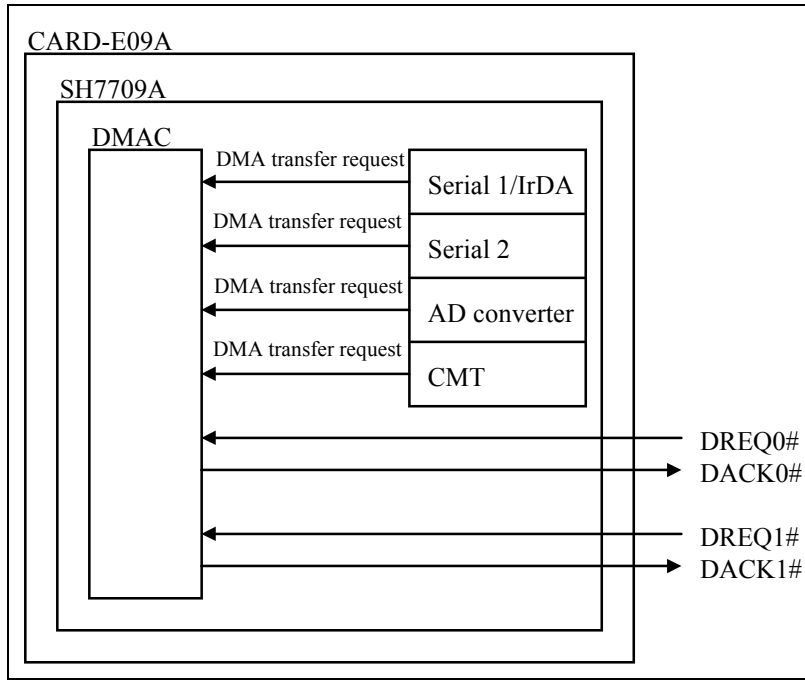 CARD-E09A
SH7709A
DMAC
DMA transfer request
Serial 1/IrDA
DMA transfer request
Serial 2
DMA transfer request
AD converter
DMA transfer request
CMT
DREQ0#
DACK0#
DREQ1#
DACK1#